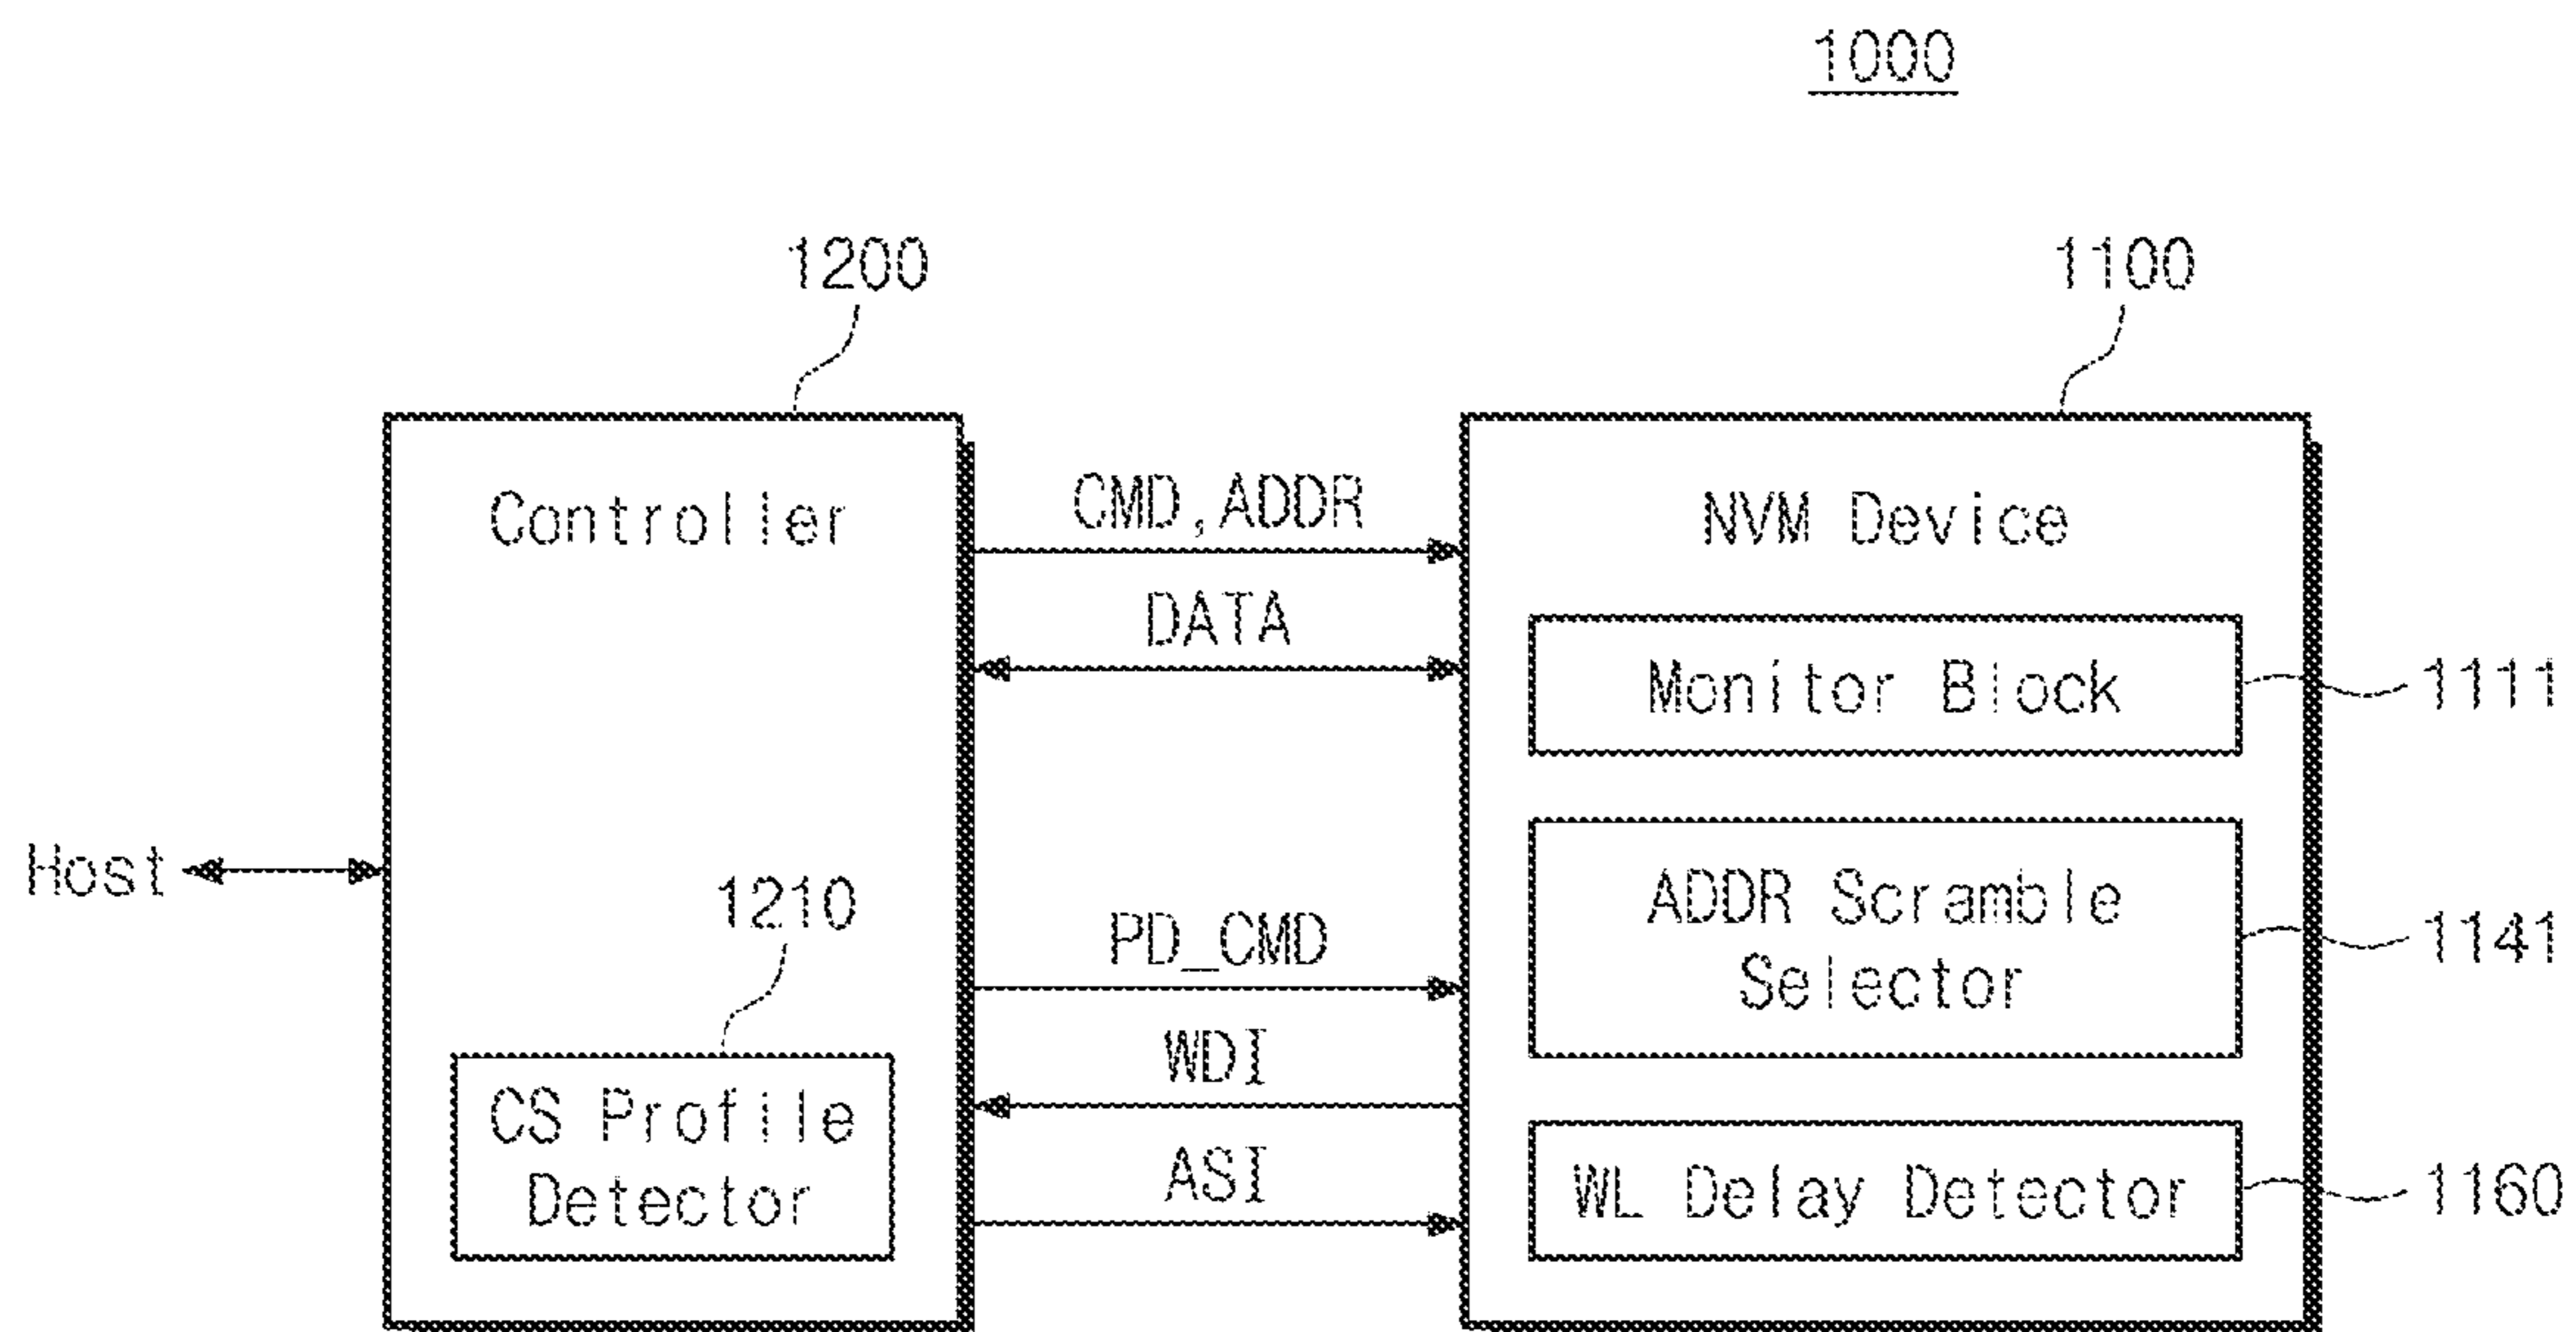 1000
1200
1100
Controller
CMD,ADDR
NVM Device
DATA
Monitor Block
1111
Host
1210
PD_CMD
ADDR Scramble
Selector
1141
WDI
CS Profile
Detector
ASI
WL Delay Detector
1160